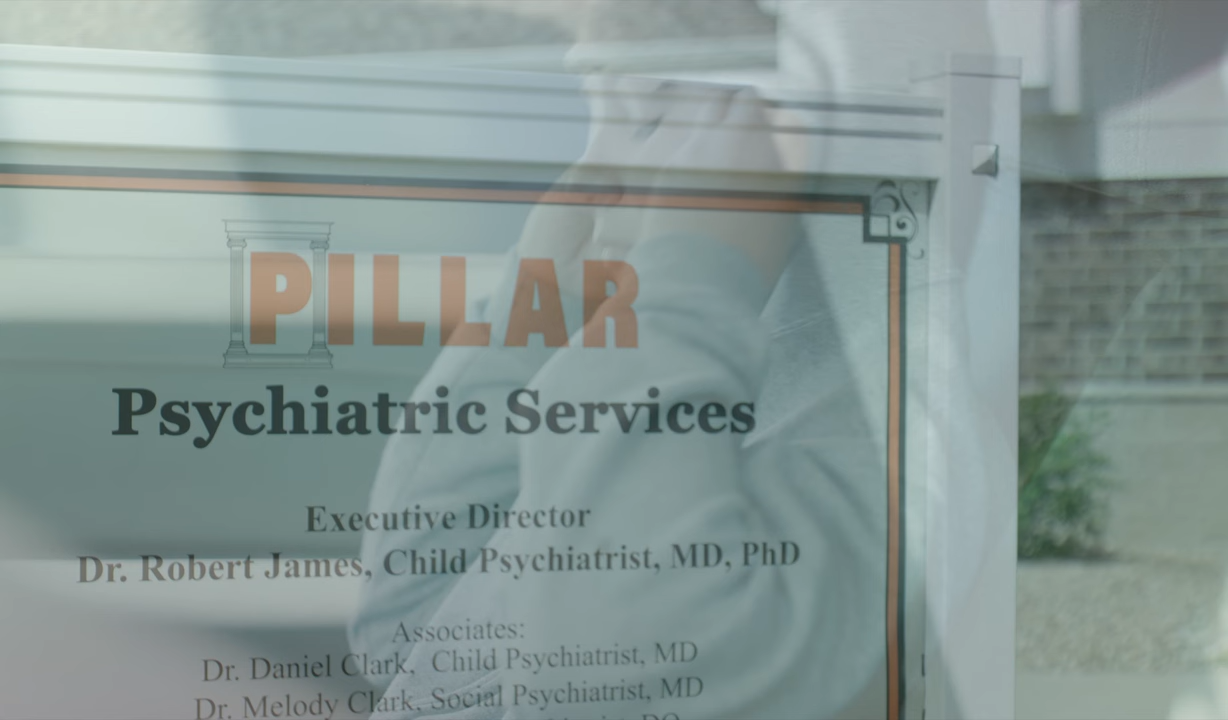 PILLAR
Psychiatric Services
Executive Director
Dr. Robert James, Child Psychiatrist, MD, PhD
Associates:
Dr. Daniel Clark, Child Psychiatrist, MD
Dr. Melody Clark, Social Psychiatrist, MD